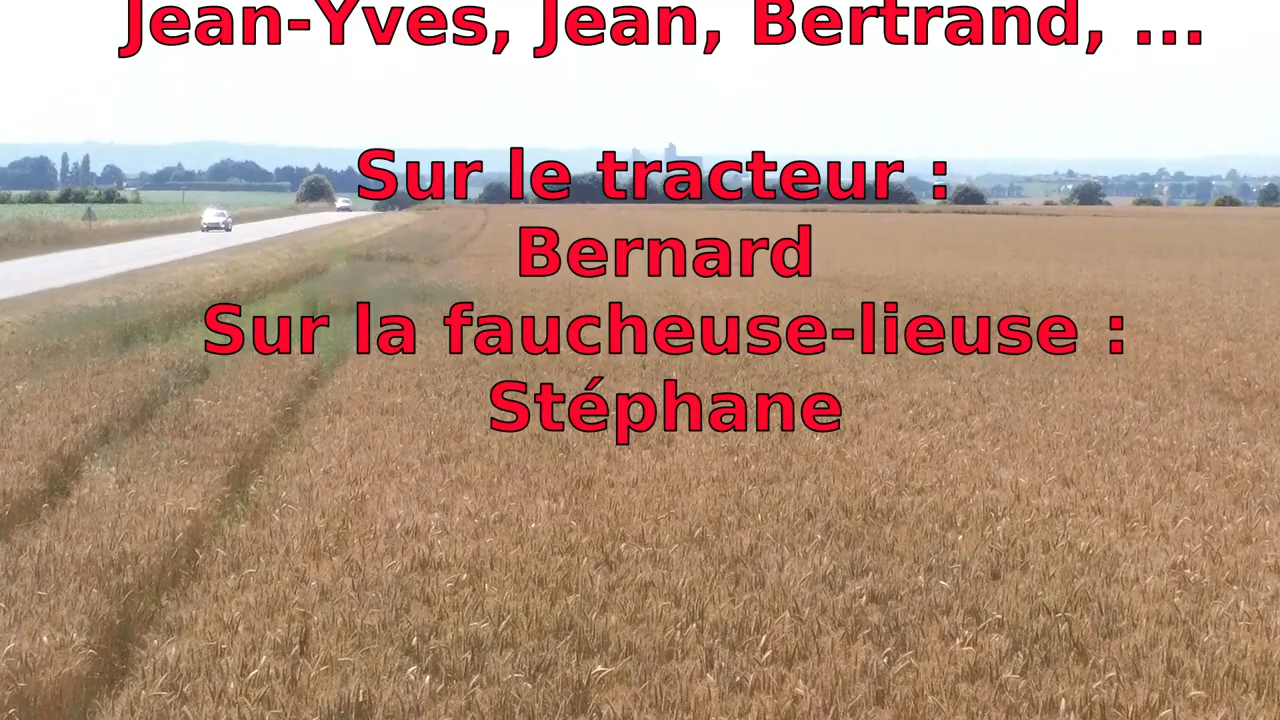 Jean-Yves, Jean, Bertrand, ...
Sur le tracteur :
Bernard
Sur la faucheuse-lieuse :
Stéphane